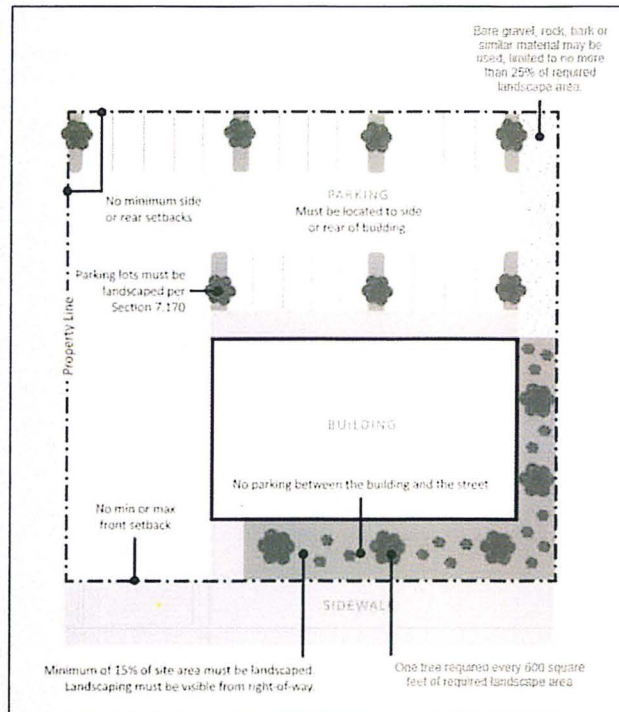 Bare gravel, rock, bark or
similar material may be
used, limited to no more
than 25% of required
landscape area.
No minimum side
or rear setbacks
PARKING
Must be located to side
or rear of building
Parking lots must be
landscaped per
Section 7.170
Property Line
BUILDING
No parking between the building and the street
No min or max
front setback
SIDEWALK
Minimum of 15% of site area must be landscaped.
Landscaping must be visible from right-of-way.
One tree required every 600 square
feet of required landscape area